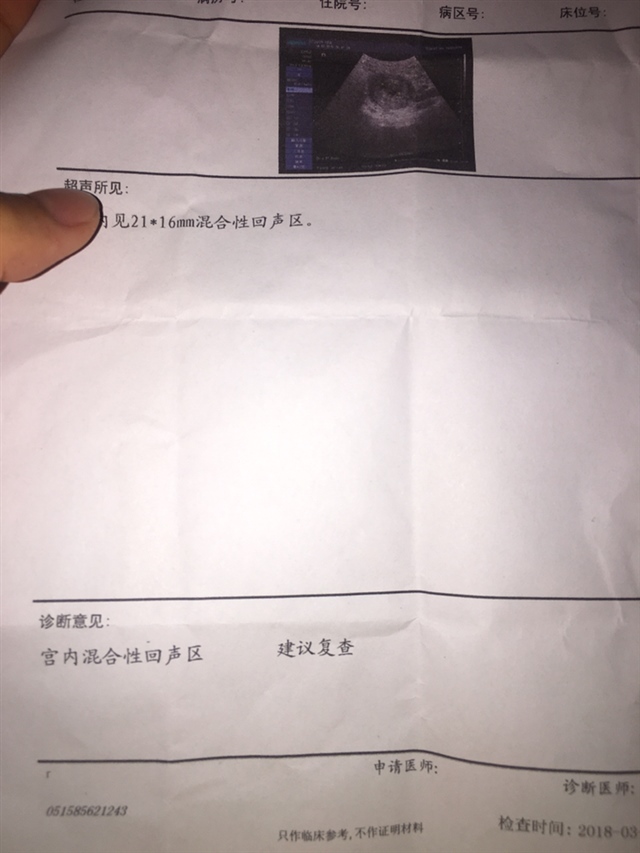 住院号: 病区号: 床位号:
超声所见:
内见21*16mm混合性回声区。
诊断意见:
宫内混合性回声区 建议复查
申请医师:
诊断医师:
051585621243
只作临床参考,不作证明材料
检查时间: 2018-03